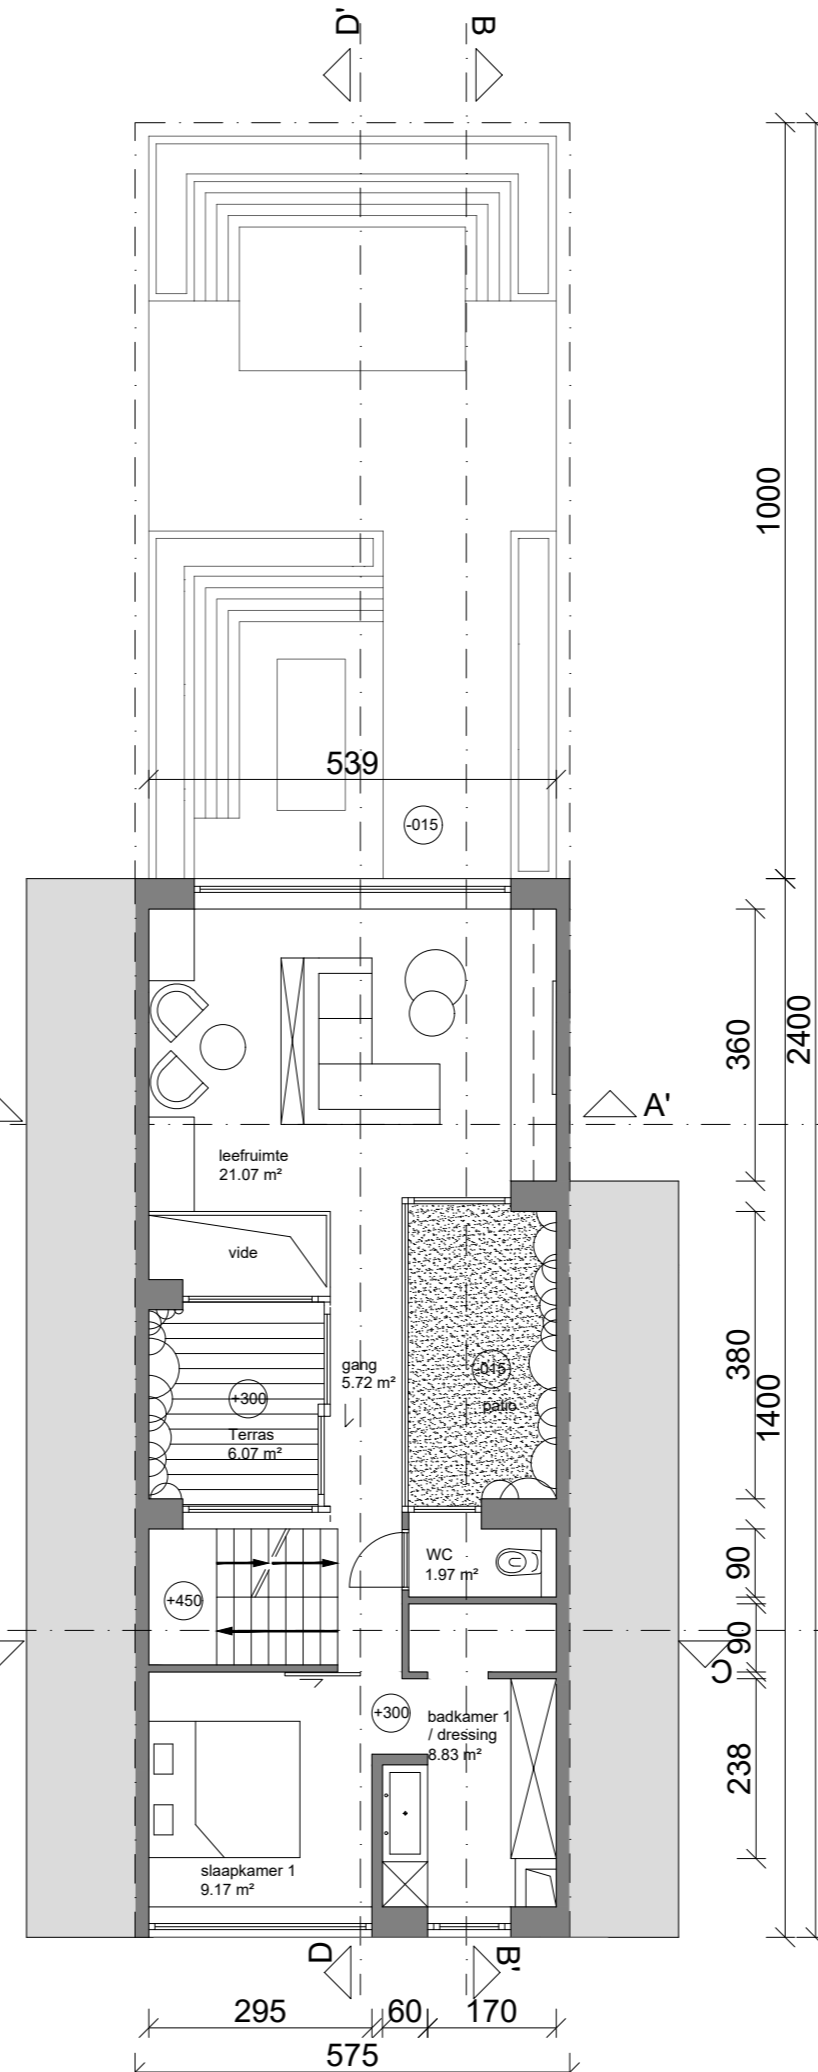 D'
B
1000
539
-015
2400
360
A'
leefruimte
21.07 m²
vide
gang
5.72 m²
380
-015
patio
+300
Terras
6.07 m²
1400
WC
1.97 m²
90
+450
90
C
+300
badkamer 1
/ dressing
8.83 m²
238
slaapkamer 1
9.17 m²
D
B'
295
60
170
575